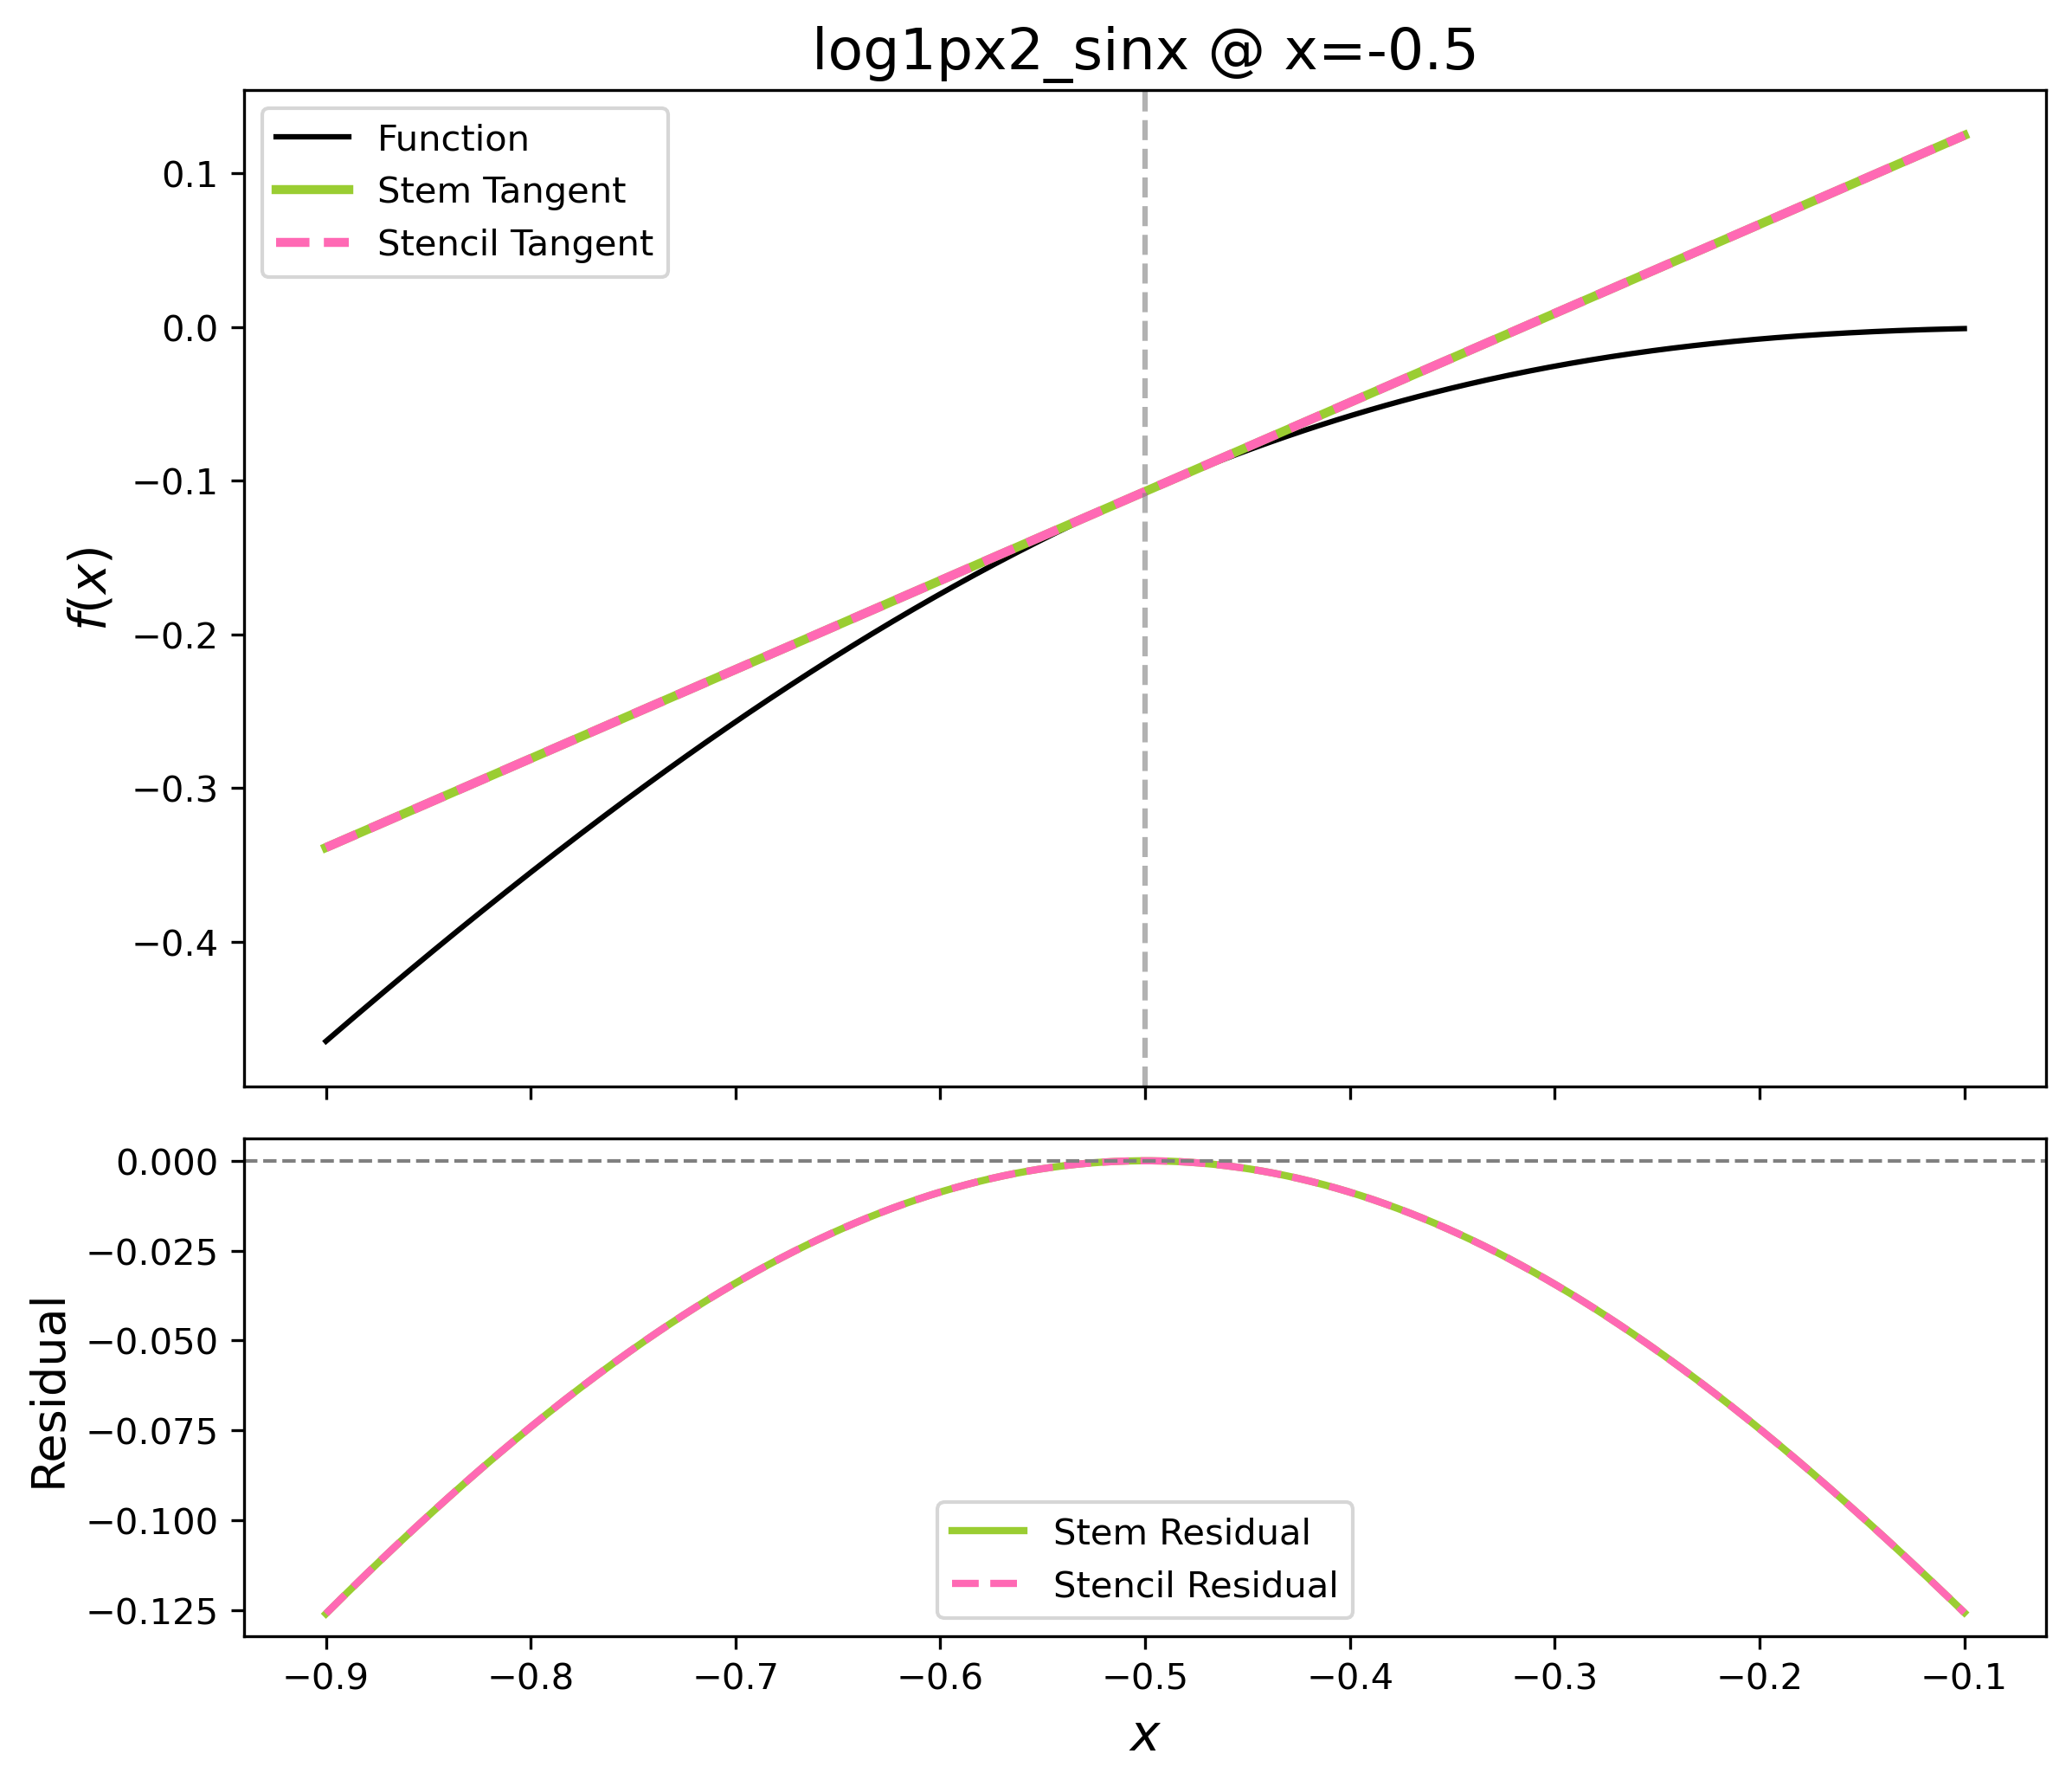 log1px2_sinx @ x=-0.5
Function
Stem Tangent
Stencil Tangent
0.1
0.0
−0.1
−0.2
−0.3
−0.4
f(x)
0.000
−0.025
−0.050
−0.075
−0.100
−0.125
Residual
Stem Residual
Stencil Residual
−0.9 −0.8 −0.7 −0.6 −0.5 −0.4 −0.3 −0.2 −0.1
x